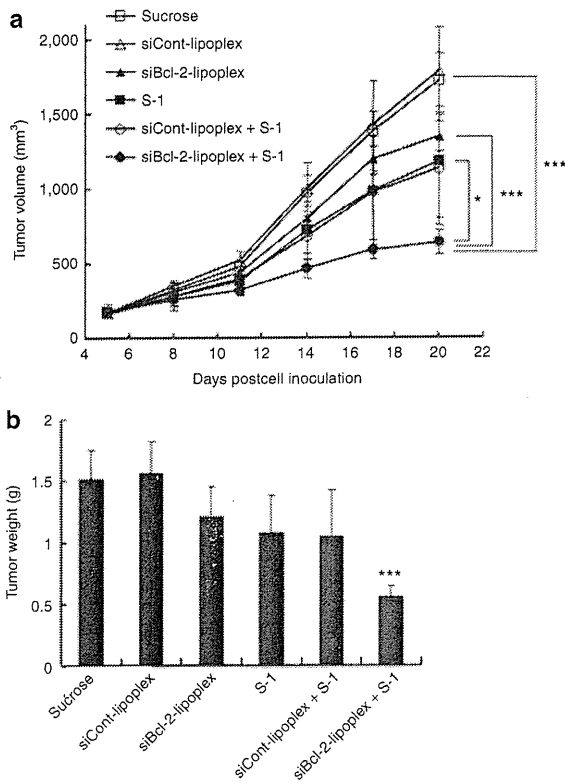 a
Sucrose
siCont-lipoplex
siBcl-2-lipoplex
S-1
siCont-lipoplex + S-1
siBcl-2-lipoplex + S-1
2,000
1,500
1,000
500
0
Tumor volume (mm³)
4 6 8 10 12 14 16 18 20 22
Days postcell inoculation
* *** ***
b
2
1.5
1
0.5
0
Tumor weight (g)
***
Sucrose
siCont-lipoplex
siBcl-2-lipoplex
S-1
siCont-lipoplex + S-1
siBcl-2-lipoplex + S-1